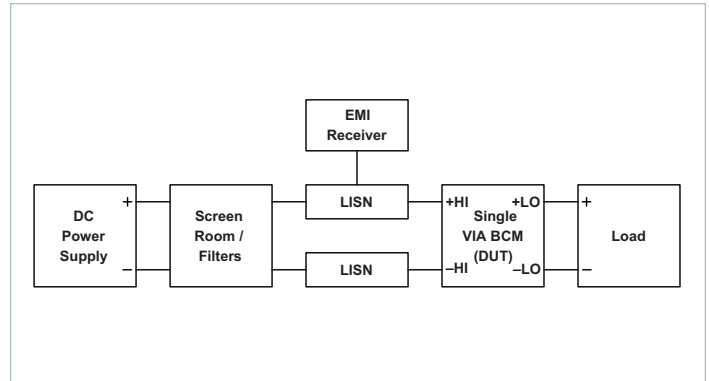 EMI
Receiver
DC
Power
Supply
+
–
Screen
Room /
Filters
LISN
LISN
+HI
–HI
Single
VIA BCM
(DUT)
+LO
–LO
+
–
Load